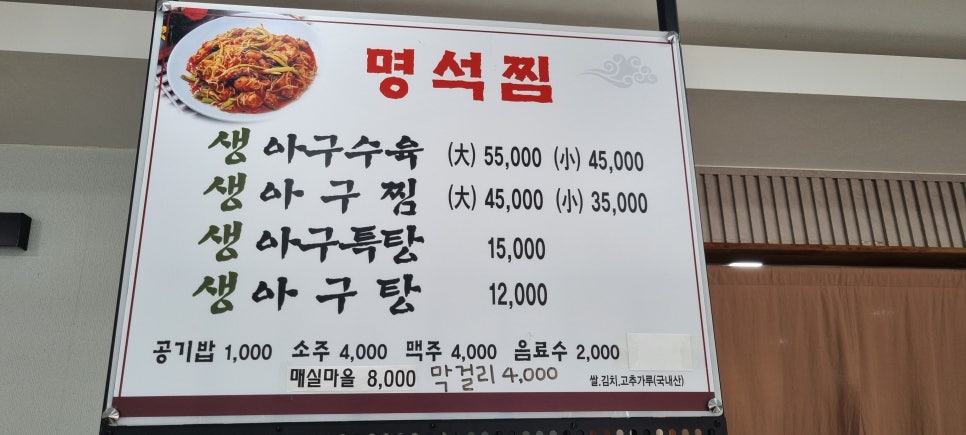 명석찜
생 아구수육 (大) 55,000 (小) 45,000
생 아구찜 (大) 45,000 (小) 35,000
생 아구특탕 15,000
생 아구탕 12,000
공기밥 1,000 소주 4,000 맥주 4,000 음료수 2,000
매실마을 8,000 막걸리 4,000
쌀,김치,고추가루(국내산)